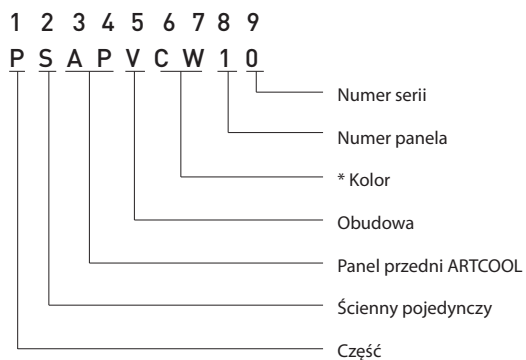 1 2 3 4 5 6 7 8 9
P S A P V C W 1 0
Numer serii
Numer panela
* Kolor
Obudowa
Panel przedni ARTCOOL
Ścienny pojedynczy
Część